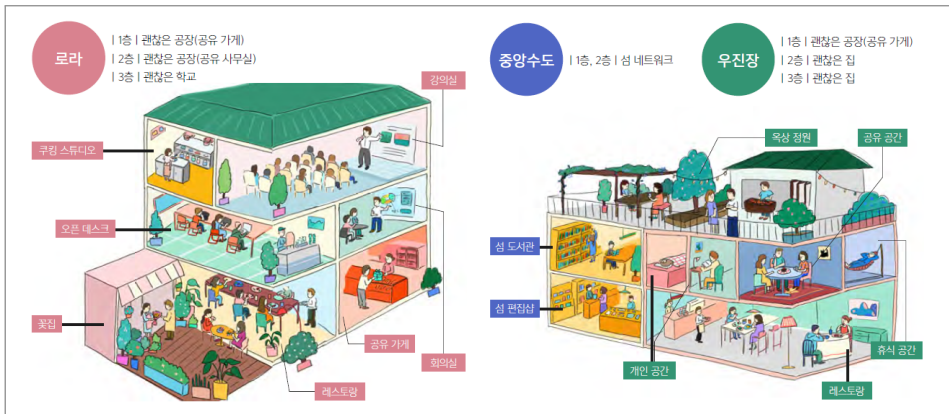 로라
| 1층 | 괜찮은 공장(공유 가게)
| 2층 | 괜찮은 공장(공유 사무실)
| 3층 | 괜찮은 학교
중앙수도
| 1층, 2층 | 섬 네트워크
우진장
| 1층 | 괜찮은 공장(공유 가게)
| 2층 | 괜찮은 집
| 3층 | 괜찮은 집
강의실
쿠킹 스튜디오
오픈 데스크
꽃집
공유 가게
회의실
레스토랑
옥상 정원
공유 공간
섬 도서관
섬 편집샵
개인 공간
휴식 공간
레스토랑